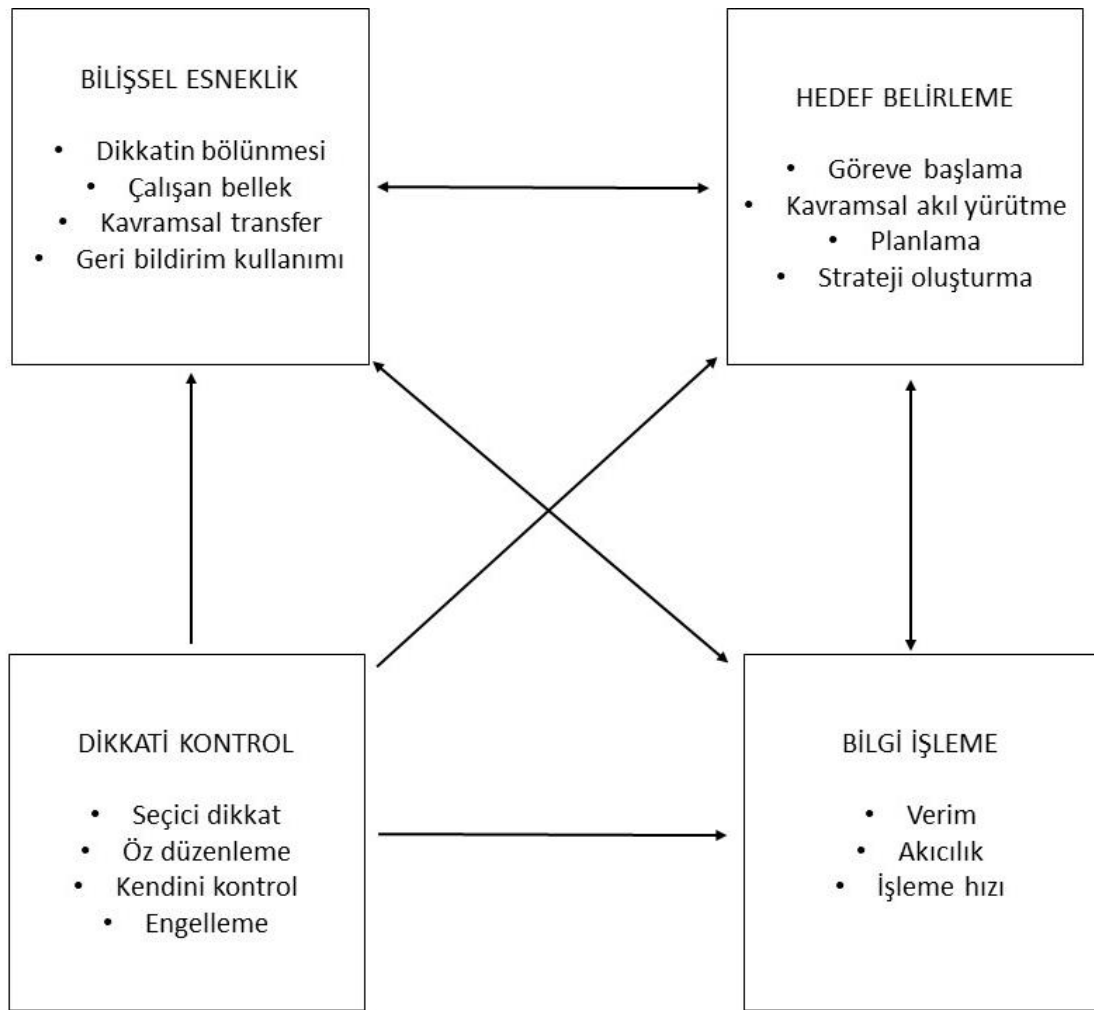 BİLİŞSEL ESNEKLİK
• Dikkatin bölünmesi
• Çalışan bellek
• Kavramsal transfer
• Geri bildirim kullanımı
HEDEF BELİRLEME
• Göreve başlama
• Kavramsal akıl yürütme
• Planlama
• Strateji oluşturma
DİKKATİ KONTROL
• Seçici dikkat
• Öz düzenleme
• Kendini kontrol
• Engelleme
BİLGİ İŞLEME
• Verim
• Akıcılık
• İşleme hızı